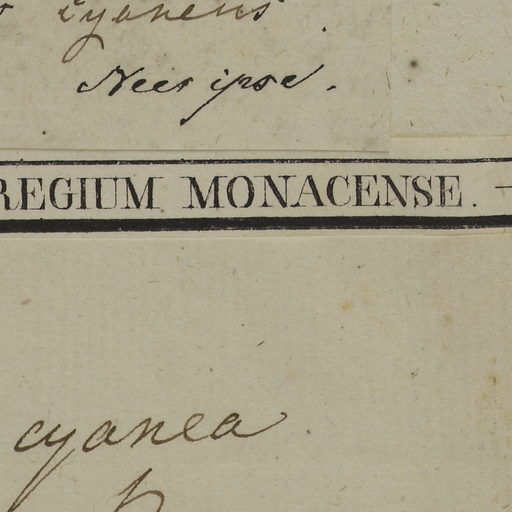 cyaneus
Nees ipse.
REGIUM MONACENSE.
cyanea